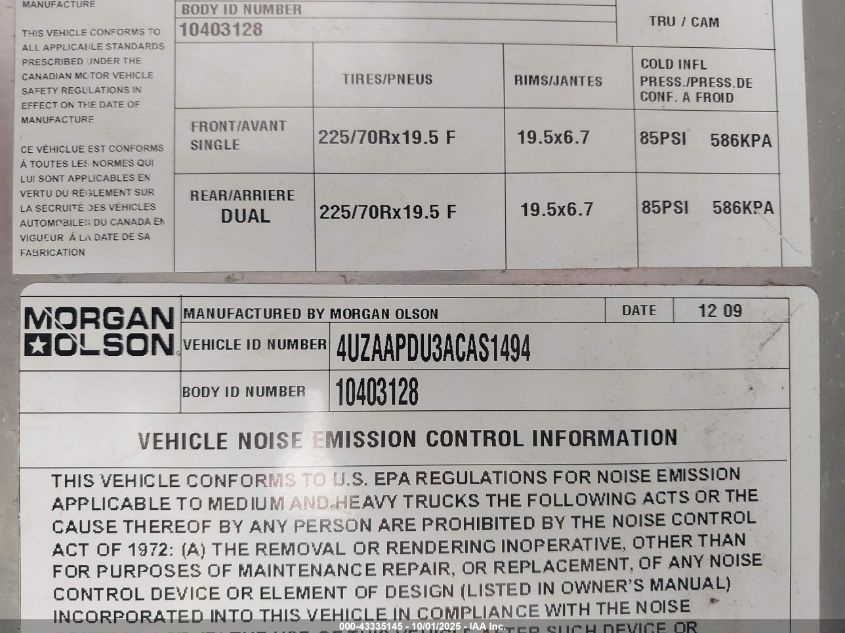 MANUFACTURE
THIS VEHICLE CONFORMS TO
ALL APPLICABLE STANDARDS
PRESCRIBED UNDER THE
CANADIAN MOTOR VEHICLE
SAFETY REGULATIONS IN
EFFECT ON THE DATE OF
MANUFACTURE
CE VÉHICLUE EST CONFORMS
À TOUTES LES NORMES QUI
LUI SONT APPLICABLES EN
VERTU DU RÉGLEMENT SUR
LA SECRUITÉ DES VÉHICLES
AUTOMOBILES DU CANADA EN
VIGUEUR À LA DATE DE SA
FABRICATION
BODY ID NUMBER
10403128
TRU / CAM
TIRES/PNEUS RIMS/JANTES COLD INFL
PRESS./PRESS.DE
CONF. A FROID
FRONT/AVANT
SINGLE 225/70Rx19.5 F 19.5x6.7 85PSI 586KPA
REAR/ARRIERE
DUAL 225/70Rx19.5 F 19.5x6.7 85PSI 586KPA
MORGAN
OLSON
MANUFACTURED BY MORGAN OLSON DATE 12 09
VEHICLE ID NUMBER 4UZAAPDU3ACAS1494
BODY ID NUMBER 10403128
VEHICLE NOISE EMISSION CONTROL INFORMATION
THIS VEHICLE CONFORMS TO U.S. EPA REGULATIONS FOR NOISE EMISSION
APPLICABLE TO MEDIUM AND HEAVY TRUCKS THE FOLLOWING ACTS OR THE
CAUSE THEREOF BY ANY PERSON ARE PROHIBITED BY THE NOISE CONTROL
ACT OF 1972: (A) THE REMOVAL OR RENDERING INOPERATIVE, OTHER THAN
FOR PURPOSES OF MAINTENANCE REPAIR, OR REPLACEMENT, OF ANY NOISE
CONTROL DEVICE OR ELEMENT OF DESIGN (LISTED IN OWNER'S MANUAL)
INCORPORATED INTO THIS VEHICLE IN COMPLIANCE WITH THE NOISE
SUCH DEVICE OR
000-43335145 - 10/01/2025 - IAA Inc.